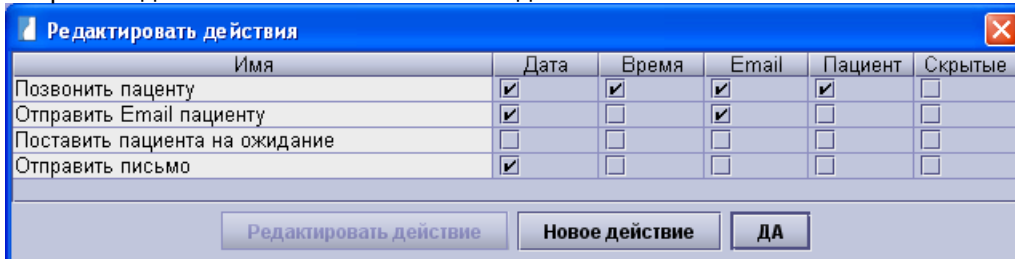 Редактировать действия
Имя Дата Время Email Пациент Скрытые
Позвонить паценту
Отправить Email пациенту
Поставить пациента на ожидание
Отправить письмо
Редактировать действие Новое действие ДА